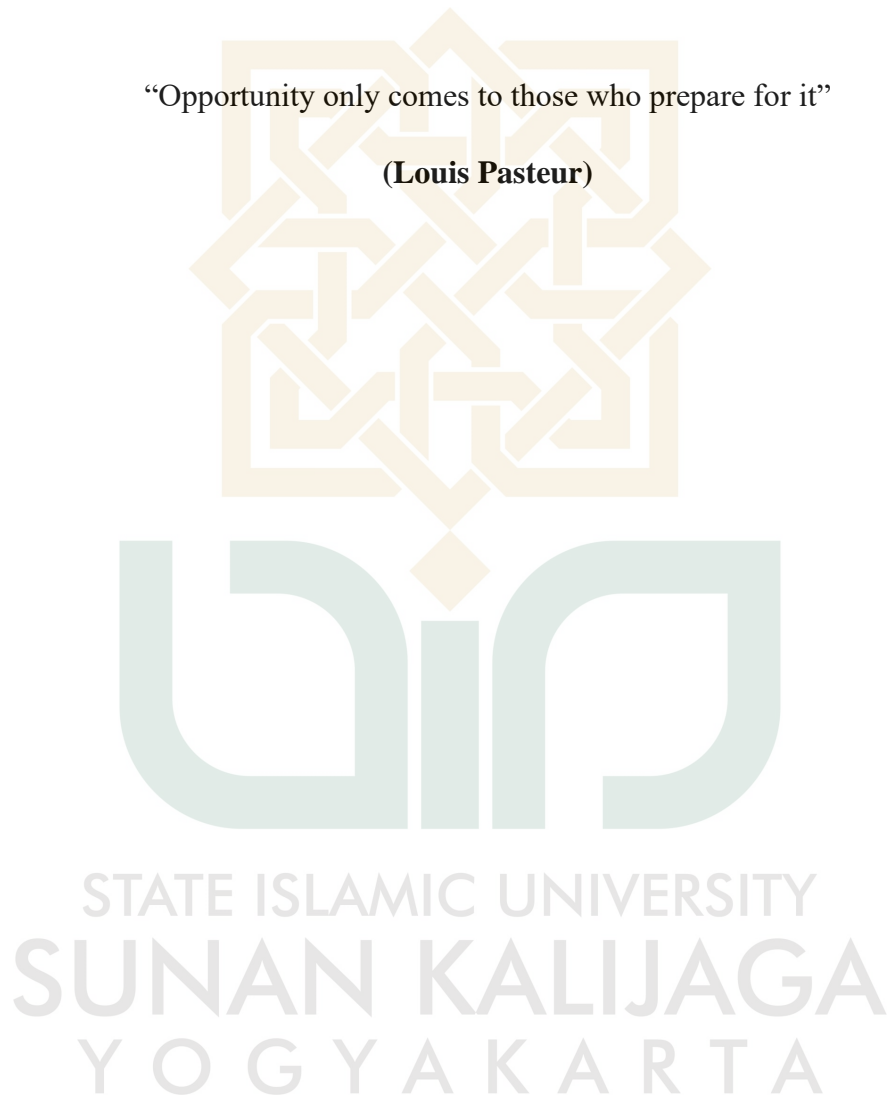 “Opportunity only comes to those who prepare for it”
(Louis Pasteur)
STATE ISLAMIC UNIVERSITY
SUNAN KALIJAGA
YOGYAKARTA